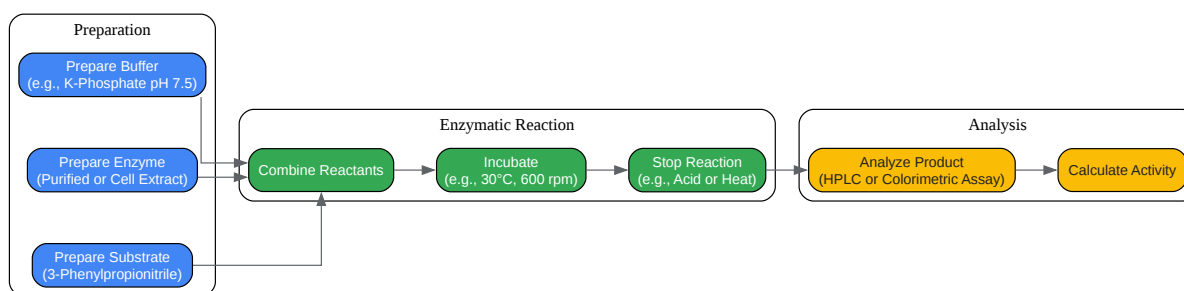 Preparation
Prepare Buffer
(e.g., K-Phosphate pH 7.5)
Prepare Enzyme
(Purified or Cell Extract)
Prepare Substrate
(3-Phenylpropionitrile)
Enzymatic Reaction
Combine Reactants
Incubate
(e.g., 30°C, 600 rpm)
Stop Reaction
(e.g., Acid or Heat)
Analysis
Analyze Product
(HPLC or Colorimetric Assay)
Calculate Activity